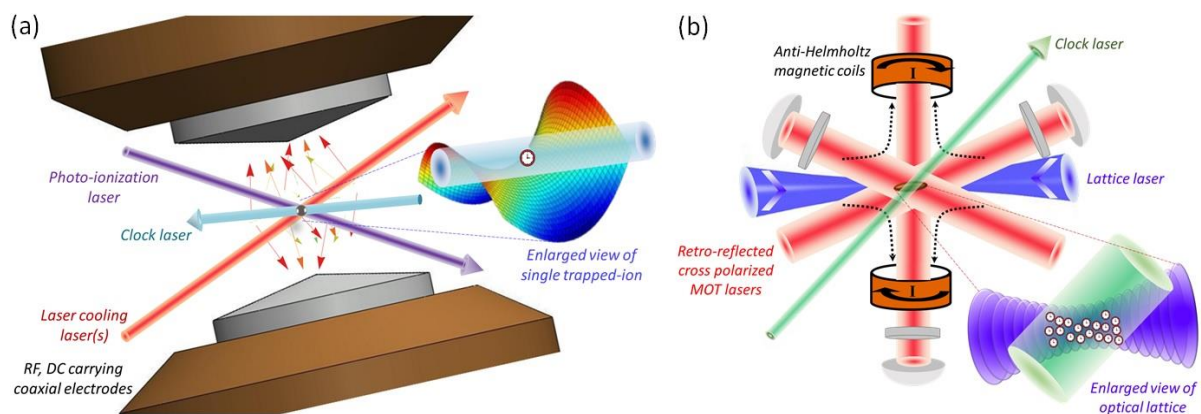 (a)
Photo-ionization
laser
Clock laser
Enlarged view of
single trapped-ion
Laser cooling
laser(s)
RF, DC carrying
coaxial electrodes
(b)
Anti-Helmholtz
magnetic coils
I
Clock laser
Lattice laser
Retro-reflected
cross polarized
MOT lasers
I
Enlarged view of
optical lattice